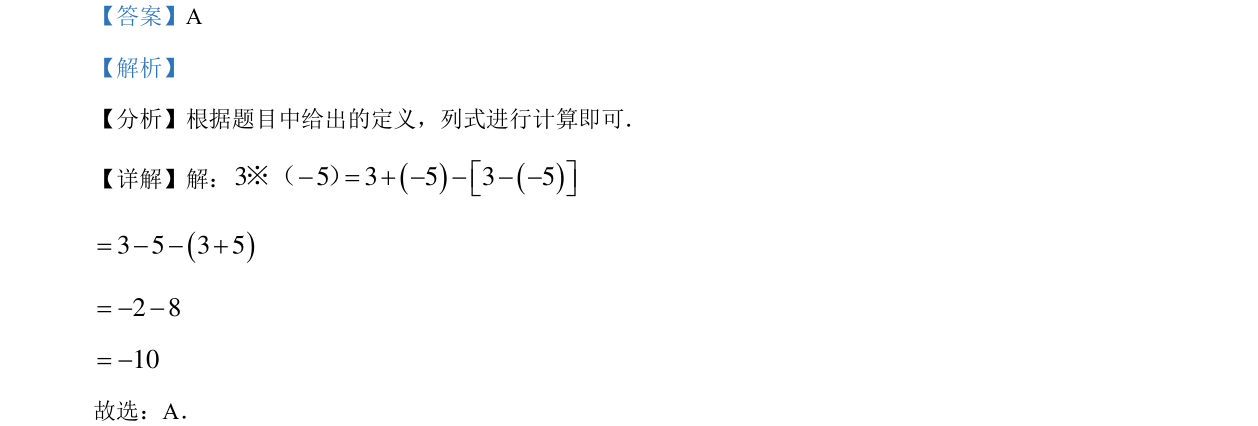 【答案】A
【解析】
【分析】根据题目中给出的定义，列式进行计算即可．
【详解】解：3※（−5）=3+(−5)−[3−(−5)]
=3−5−(3+5)
=−2−8
=−10
故选：A．